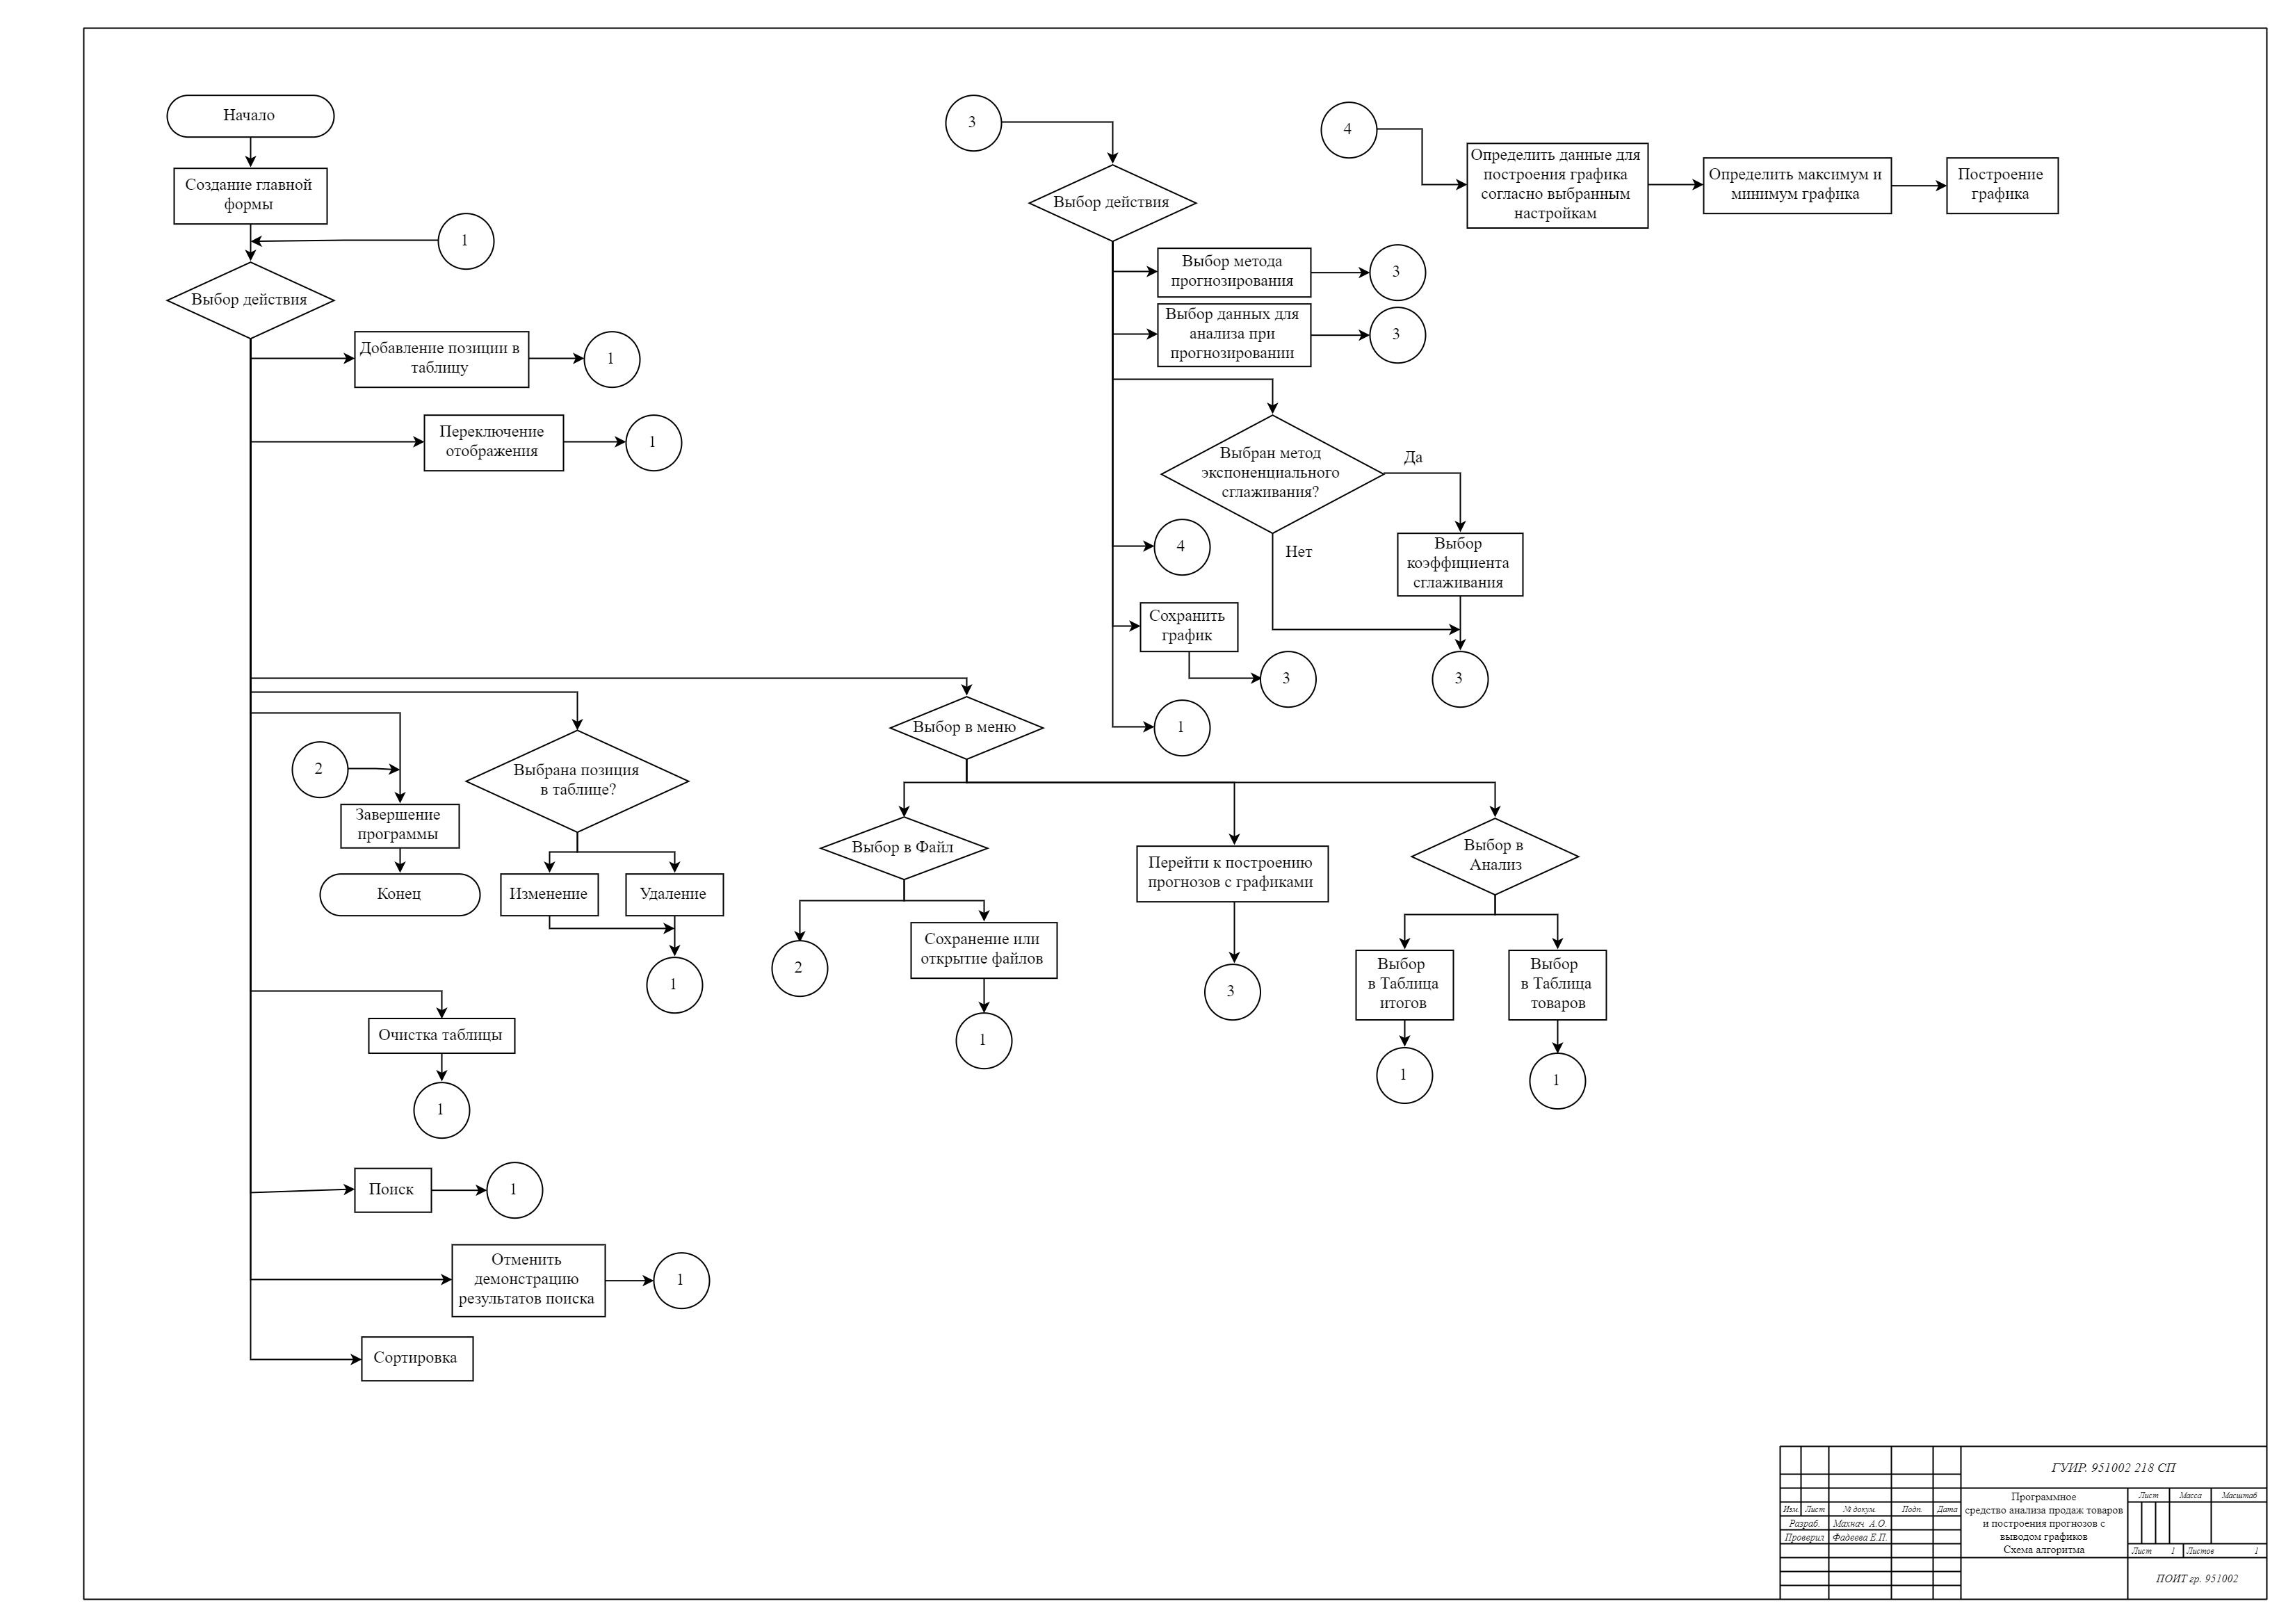 Начало
Создание главной
формы
1
Выбор действия
Добавление позиции в
таблицу
1
Переключение
отображения
1
2
Завершение
программы
Конец
Выбрана позиция
в таблице?
Изменение
Удаление
1
Очистка таблицы
1
Поиск
1
Отменить
демонстрацию
результатов поиска
1
Сортировка
Выбор в меню
Выбор в Файл
2
Сохранение или
открытие файлов
1
Перейти к построению
прогнозов с графиками
3
Выбор в
Анализ
Выбор
в Таблица
итогов
1
Выбор
в Таблица
товаров
1
3
Выбор действия
Выбор метода
прогнозирования
3
Выбор данных для
анализа при
прогнозировании
3
Выбран метод
экспоненциального
сглаживания?
Да
Нет
Выбор
коэффициента
сглаживания
3
4
Сохранить
график
3
1
4
Определить данные для
построения графика
согласно выбранным
настройкам
Определить максимум и
минимум графика
Построение
графика
ГУИР. 951002 218 СП
Изм. Лист № докум. Подп. Дата
Разраб. Махнач А.О.
Проверил Фадеева Е.П.
Программное
средство анализа продаж товаров
и построения прогнозов с
выводом графиков
Схема алгоритма
Лист Масса Масштаб
Лист 1 Листов 1
ПОИТ гр. 951002